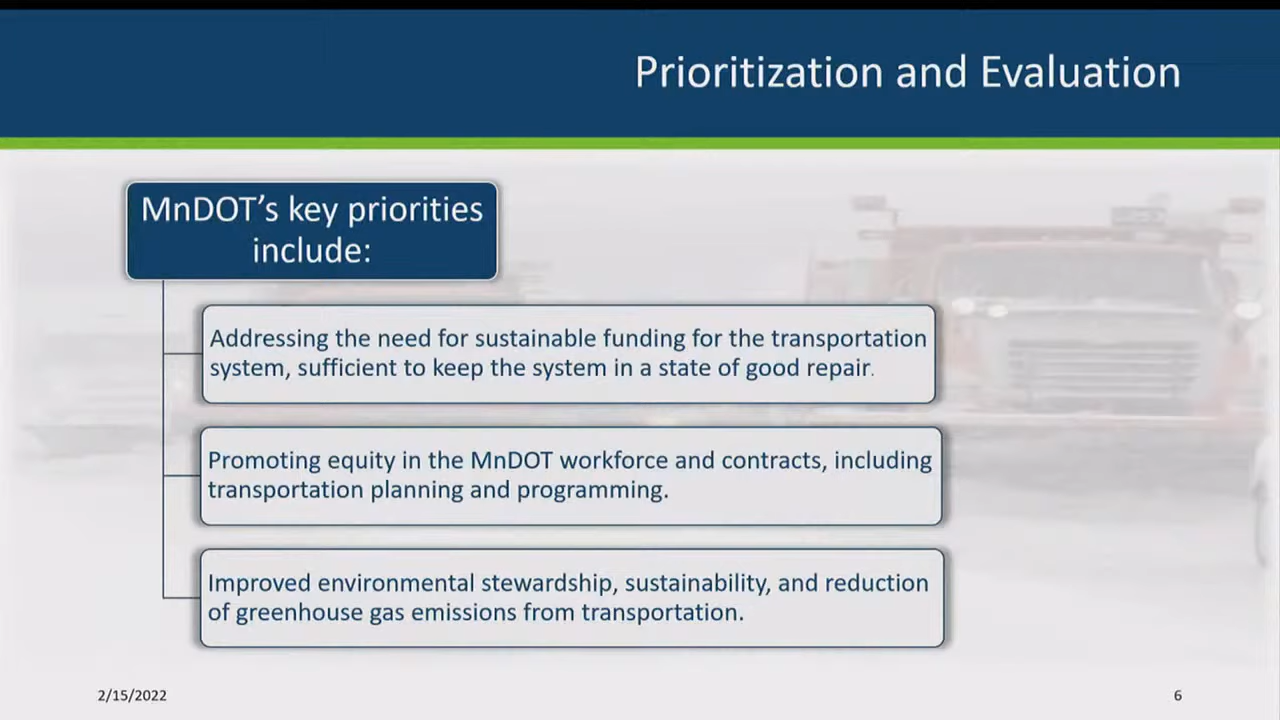 Prioritization and Evaluation
MnDOT’s key priorities
include:
Addressing the need for sustainable funding for the transportation
system, sufficient to keep the system in a state of good repair.
Promoting equity in the MnDOT workforce and contracts, including
transportation planning and programming.
Improved environmental stewardship, sustainability, and reduction
of greenhouse gas emissions from transportation.
2/15/2022
6